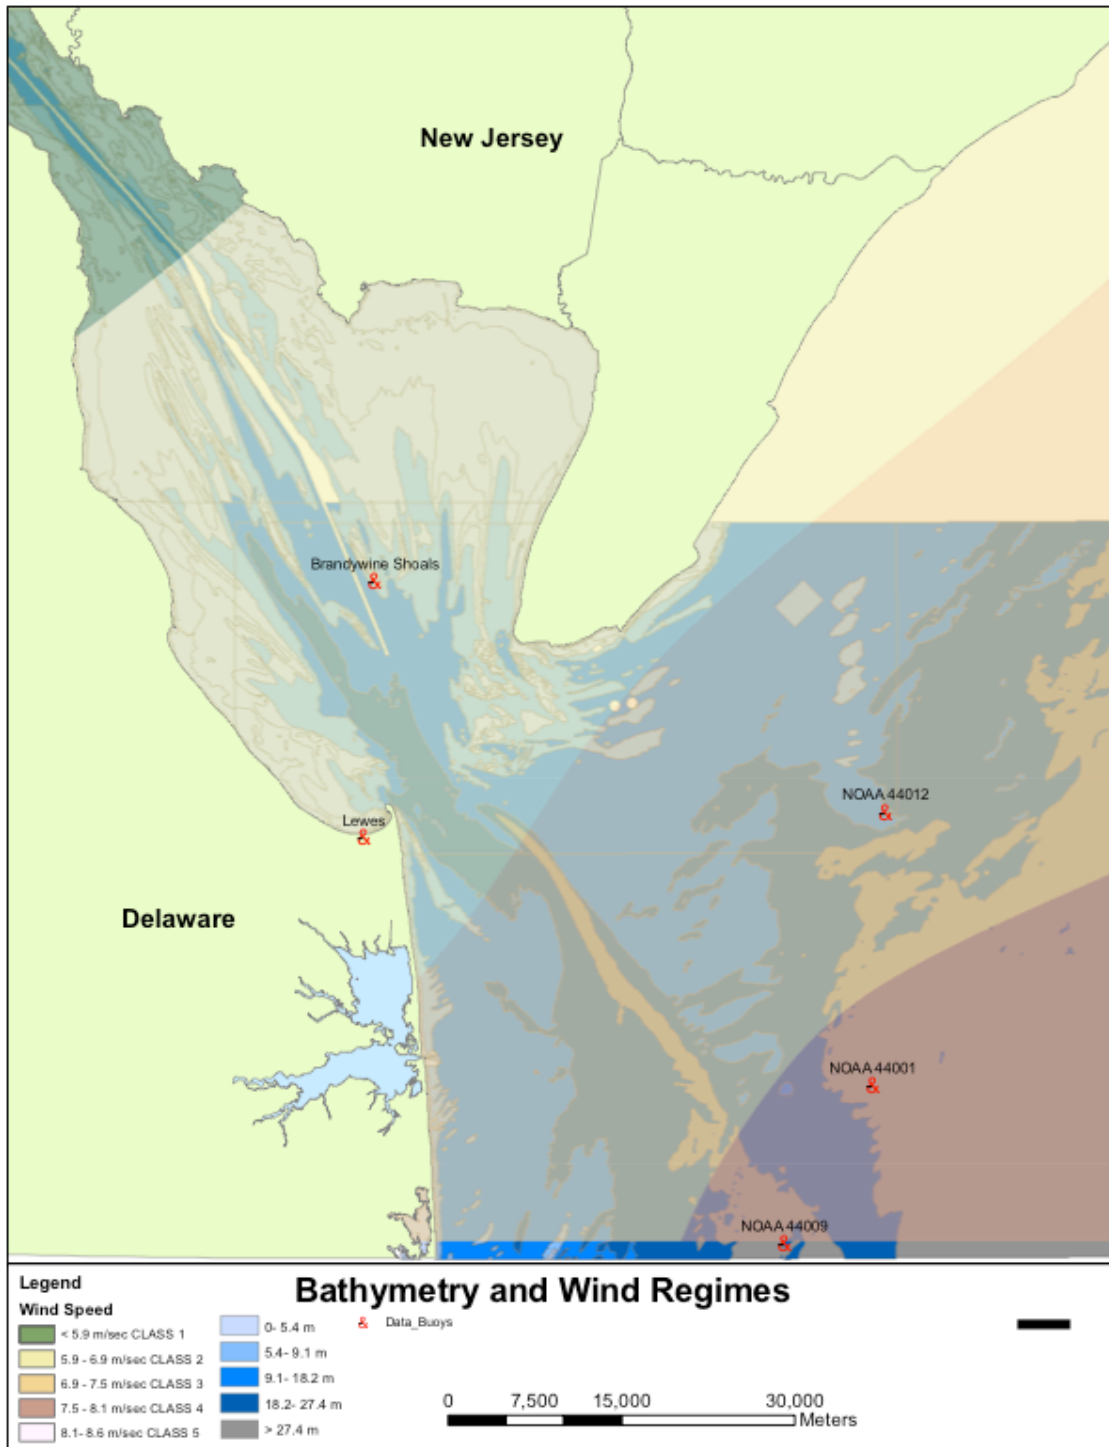 New Jersey
Brandywine Shoals
NOAA 44012
Lewes
Delaware
NOAA 44001
NOAA 44009
Legend
Bathymetry and Wind Regimes
Wind Speed
< 5.9 m/sec CLASS 1
5.9 - 6.9 m/sec CLASS 2
6.9 - 7.5 m/sec CLASS 3
7.5 - 8.1 m/sec CLASS 4
8.1- 8.6 m/sec CLASS 5
0- 5.4 m
5.4- 9.1 m
9.1- 18.2 m
18.2- 27.4 m
> 27.4 m
Data_Buoys
0 7,500 15,000 30,000
Meters